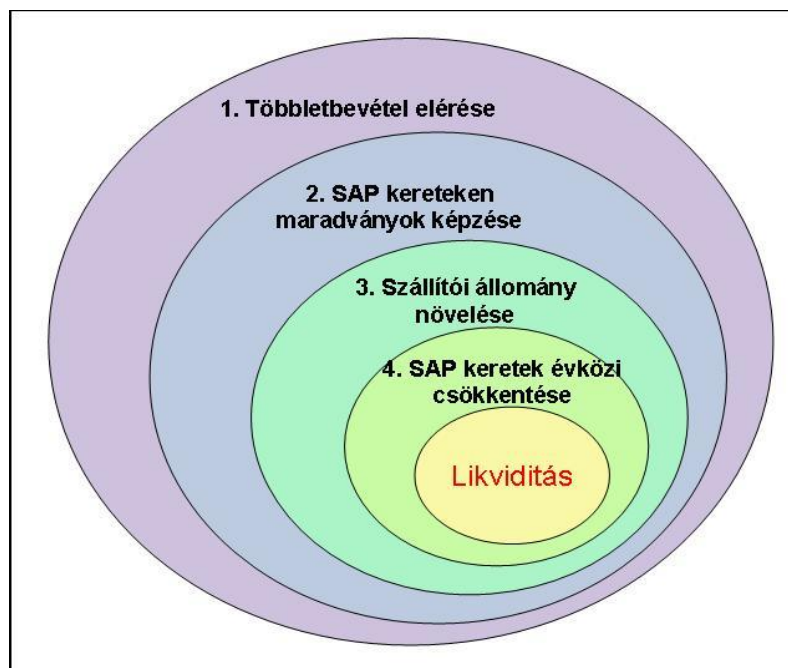 1. Többletbevétel elérése
2. SAP kereteken
maradványok képzése
3. Szállítói állomány
növelése
4. SAP keretek évközi
csökkentése
Likviditás